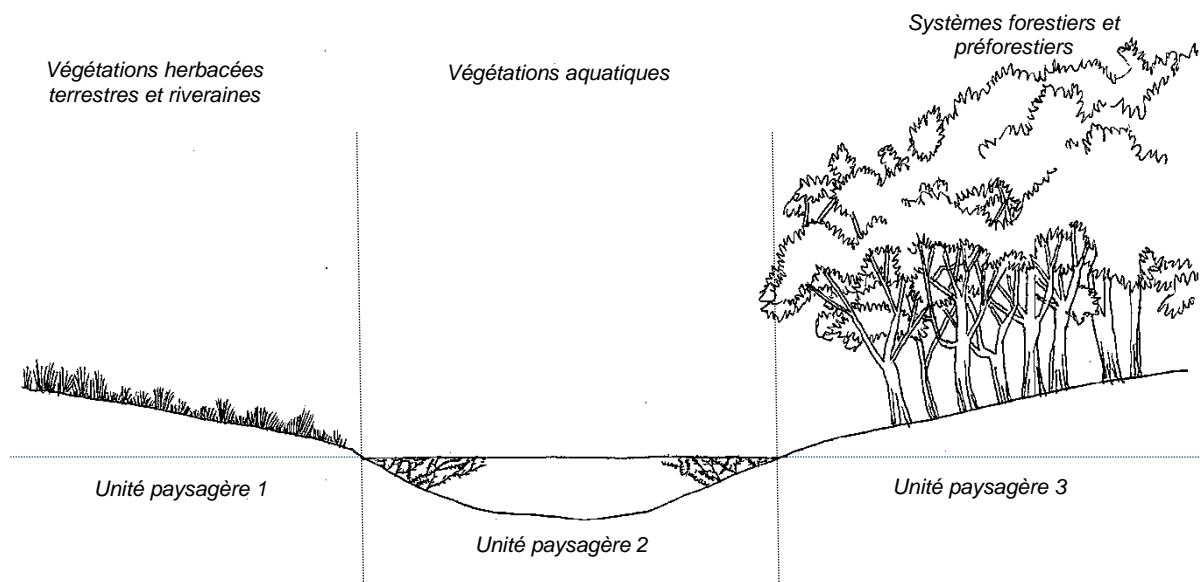 Végétations herbacées
terrestres et riveraines
Végétations aquatiques
Systèmes forestiers et
préforestiers
Unité paysagère 1
Unité paysagère 2
Unité paysagère 3